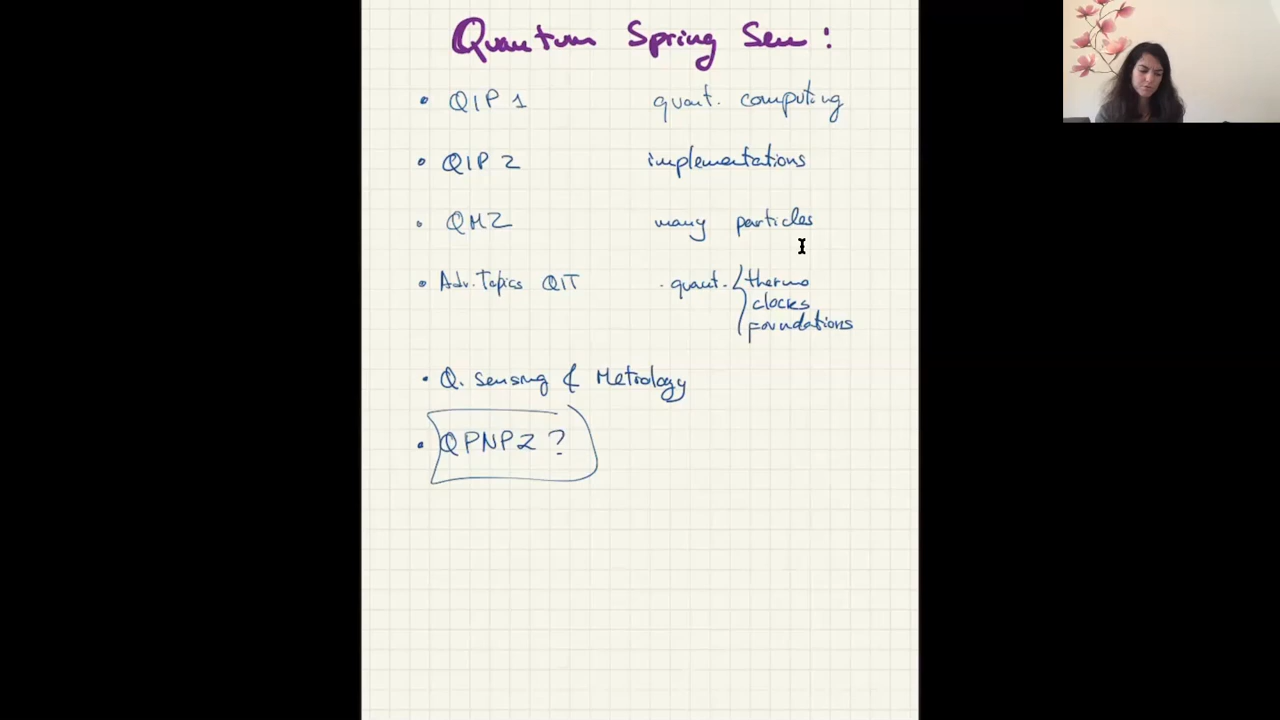 Quantum Spring Sem:
• QIP 1 quant. computing
• QIP 2 implementations
• QM2 many particles
• Adv. Topics QIT · quant. { thermo
clocks
foundations
• Q. Sensing & Metrology
• QPNP2 ?